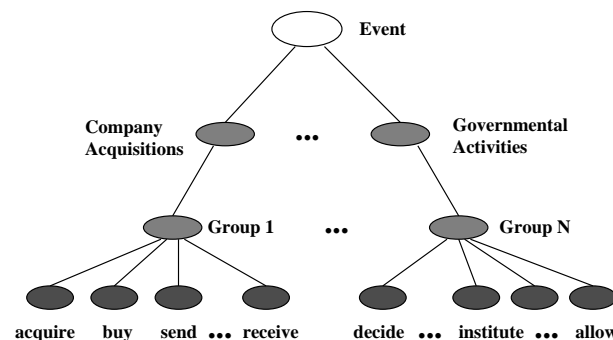 Event
Company
Acquisitions
...
Governmental
Activities
Group 1
...
Group N
acquire buy send ... receive decide ... institute ... allow